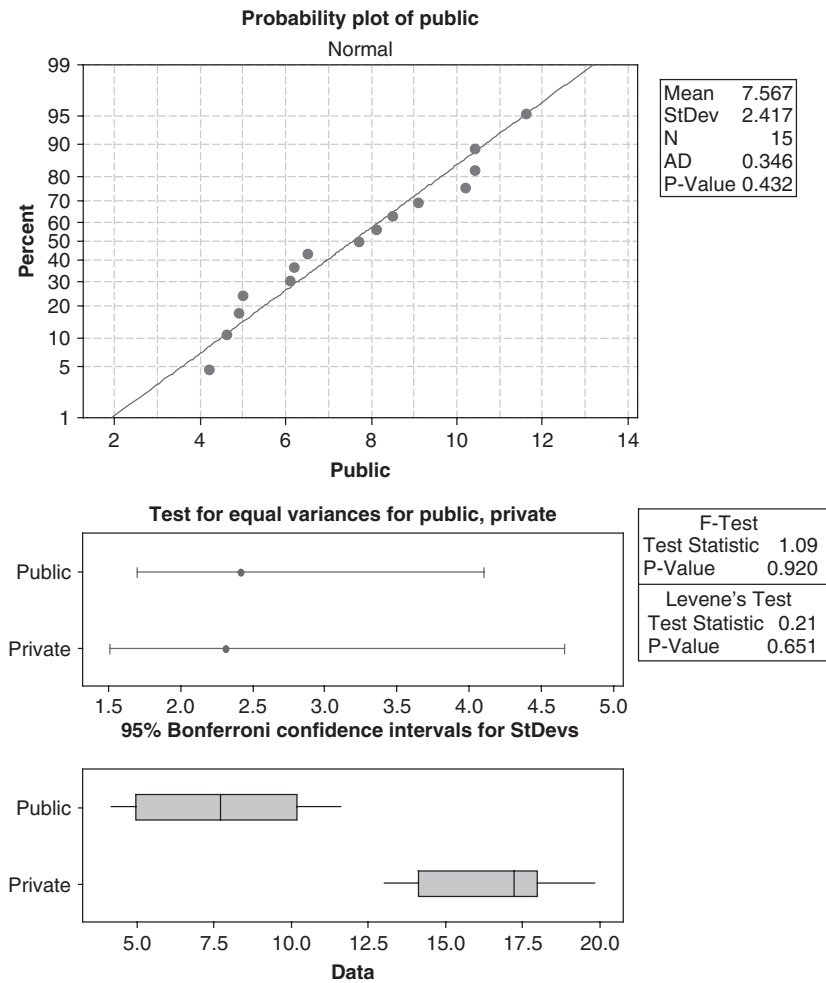 Probability plot of public
Normal
99
95
90
80
70
60
50
40
30
20
10
5
1
Percent
2 4 6 8 10 12 14
Public
Mean 7.567
StDev 2.417
N 15
AD 0.346
P-Value 0.432
Test for equal variances for public, private
Public
Private
1.5 2.0 2.5 3.0 3.5 4.0 4.5 5.0
95% Bonferroni confidence intervals for StDevs
F-Test
Test Statistic 1.09
P-Value 0.920
Levene's Test
Test Statistic 0.21
P-Value 0.651
Public
Private
5.0 7.5 10.0 12.5 15.0 17.5 20.0
Data